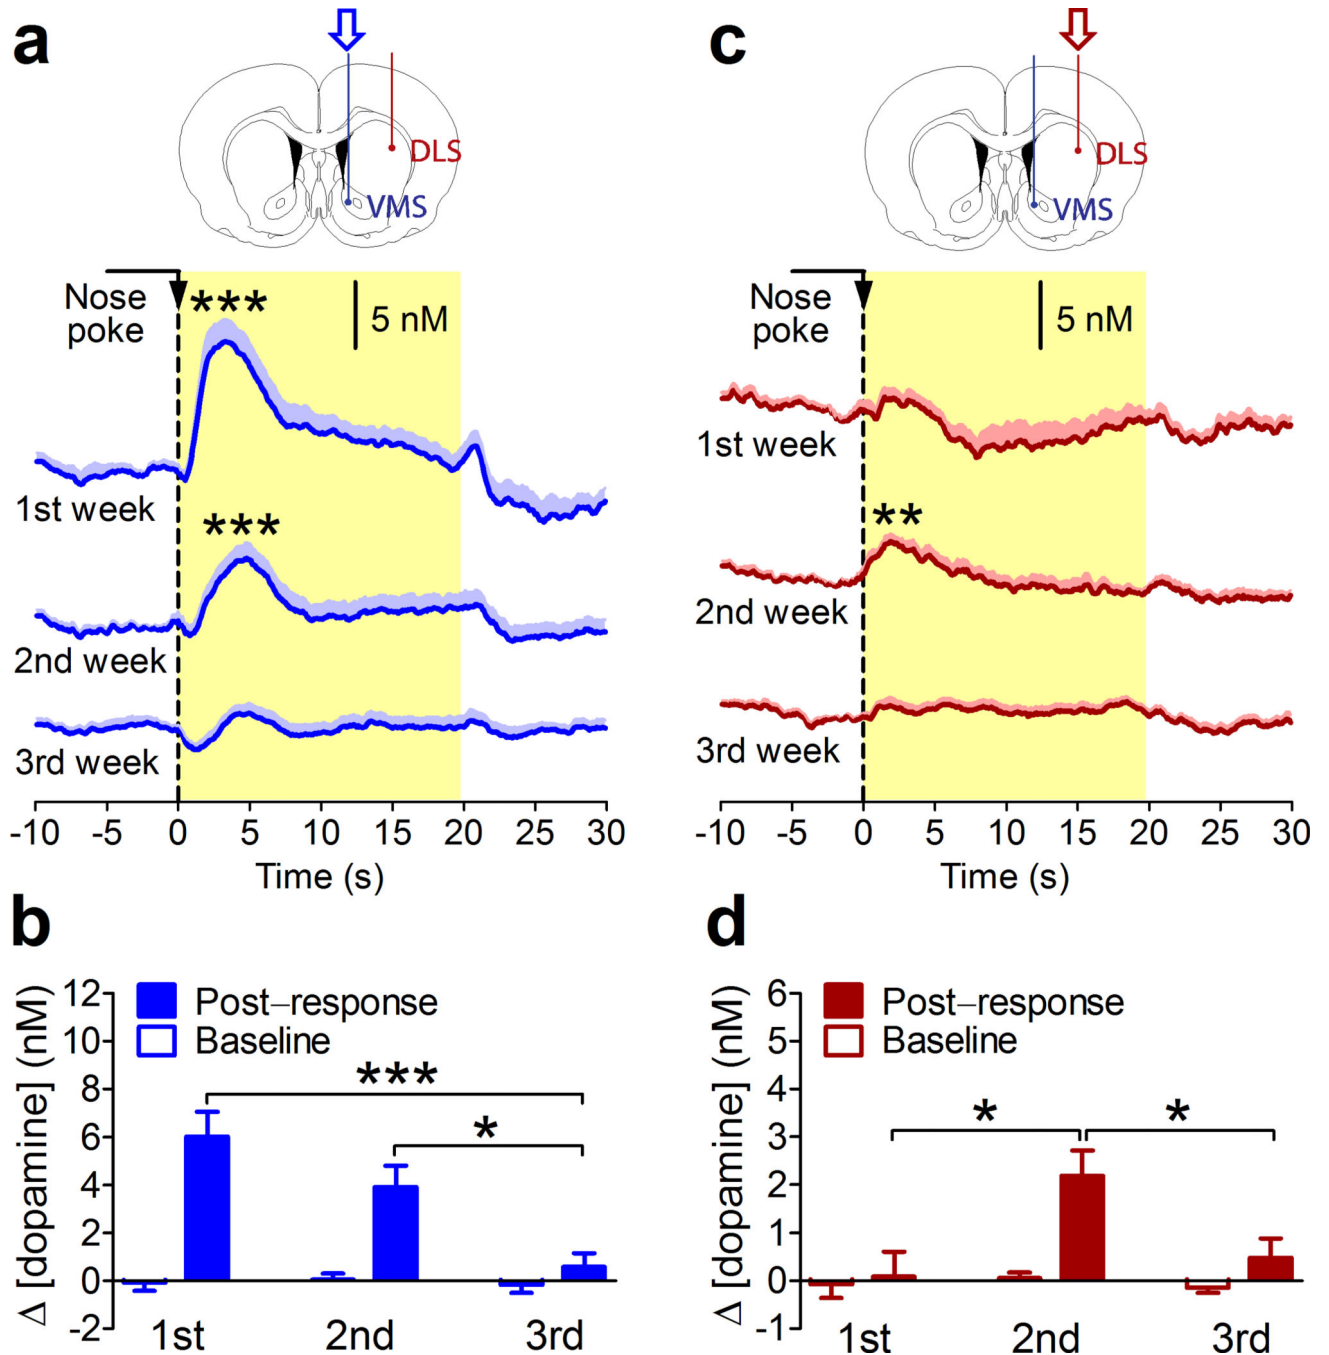 a
DLS
VMS
Nose
poke
***
5 nM
1st week
***
2nd week
3rd week
-10 -5 0 5 10 15 20 25 30
Time (s)
b
Δ [dopamine] (nM)
12
10
8
6
4
2
0
-2
Post–response
Baseline
***
*
1st 2nd 3rd
c
DLS
VMS
Nose
poke
5 nM
1st week
**
2nd week
3rd week
-10 -5 0 5 10 15 20 25 30
Time (s)
d
Δ [dopamine] (nM)
6
5
4
3
2
1
0
-1
Post–response
Baseline
* *
1st 2nd 3rd